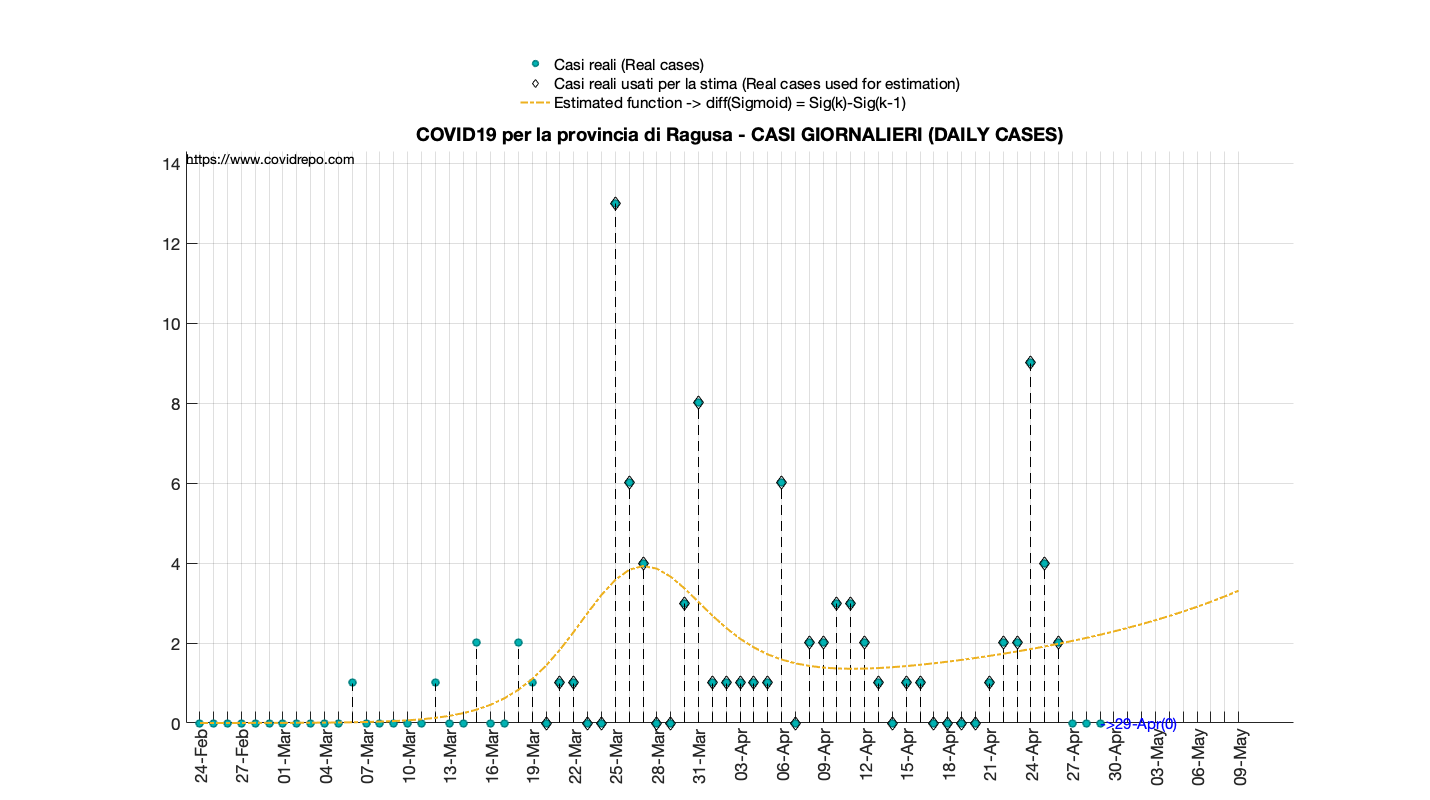 Casi reali (Real cases)
Casi reali usati per la stima (Real cases used for estimation)
Estimated function -> diff(Sigmoid) = Sig(k)-Sig(k-1)
COVID19 per la provincia di Ragusa - CASI GIORNALIERI (DAILY CASES)
https://www.covidrepo.com
14
12
10
8
6
4
2
0
->29-Apr(0)
24-Feb
27-Feb
01-Mar
04-Mar
07-Mar
10-Mar
13-Mar
16-Mar
19-Mar
22-Mar
25-Mar
28-Mar
31-Mar
03-Apr
06-Apr
09-Apr
12-Apr
15-Apr
18-Apr
21-Apr
24-Apr
27-Apr
30-Apr
03-May
06-May
09-May